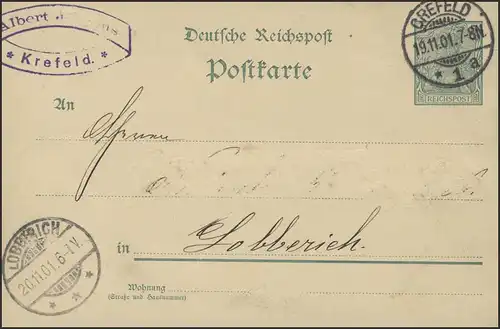 Albert
* Krefeld. *
Deutsche Reichspost
Postkarte
CREFELD
19.11.01.7-8N.
* 1 a
REICHSPOST
An
in Lobberich.
LOBBERICH
20.11.01.6-7V.
* *
Wohnung
(Straße und Hausnummer)